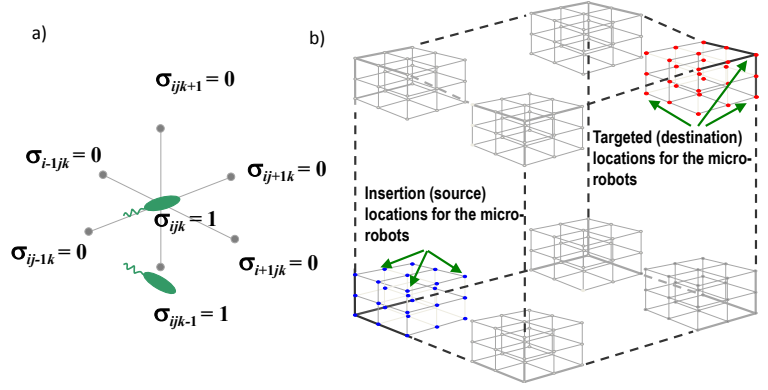 a)
σijk+1 = 0
σi-1jk = 0
σij+1k = 0
σijk = 1
σij-1k = 0
σi+1jk = 0
σijk-1 = 1
b)
Targeted (destination)
locations for the micro-
robots
Insertion (source)
locations for the micro-
robots